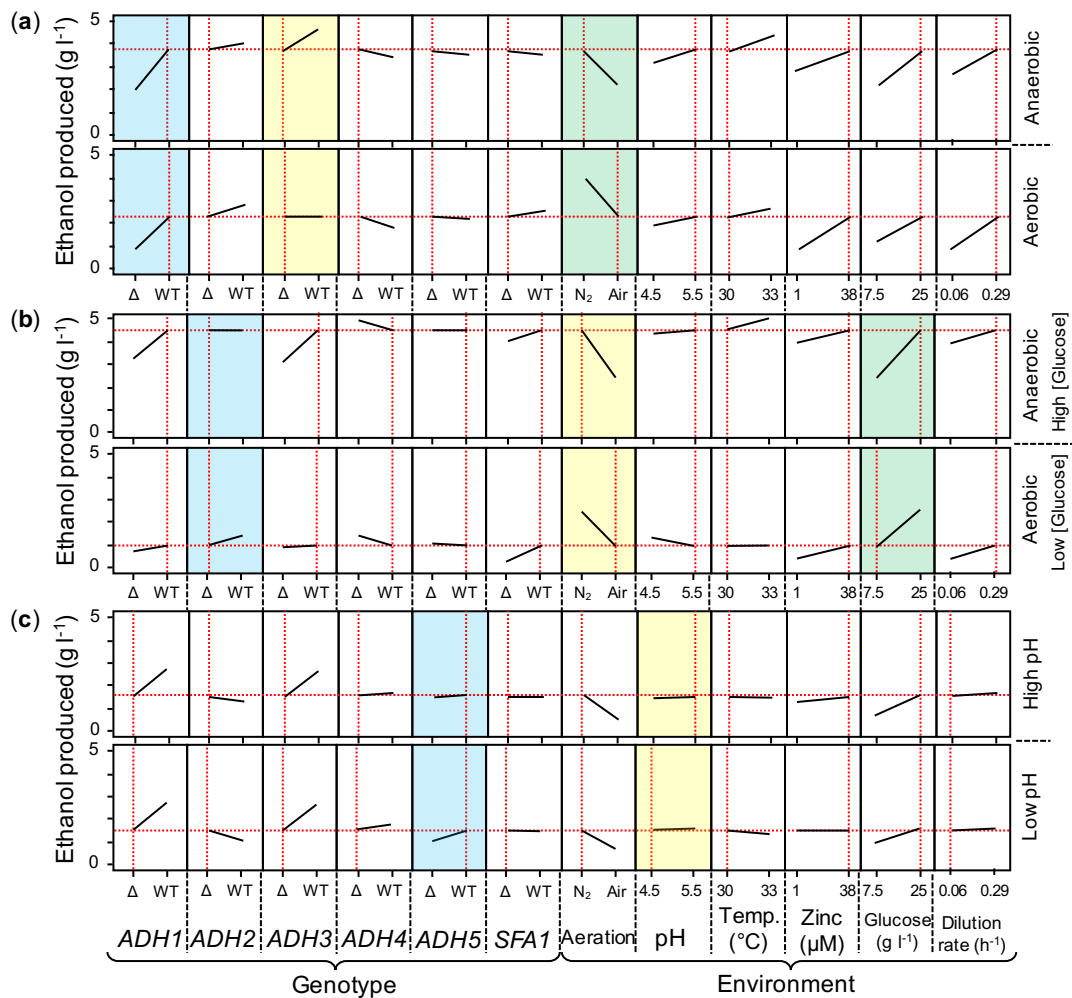 (a)
Ethanol produced (g l⁻¹)
5
0
Anaerobic
5
0
Aerobic
Δ WT Δ WT Δ WT Δ WT Δ WT Δ WT N₂ Air 4.5 5.5 30 33 1 38 7.5 25 0.06 0.29
(b)
Ethanol produced (g l⁻¹)
5
0
Anaerobic
High [Glucose]
5
0
Aerobic
Low [Glucose]
Δ WT Δ WT Δ WT Δ WT Δ WT Δ WT N₂ Air 4.5 5.5 30 33 1 38 7.5 25 0.06 0.29
(c)
Ethanol produced (g l⁻¹)
5
0
High pH
5
0
Low pH
Δ WT Δ WT Δ WT Δ WT Δ WT Δ WT N₂ Air 4.5 5.5 30 33 1 38 7.5 25 0.06 0.29
ADH1 ADH2 ADH3 ADH4 ADH5 SFA1 Aeration pH
Temp.
(°C)
Zinc
(µM)
Glucose
(g l⁻¹)
Dilution
rate (h⁻¹)
Genotype
Environment